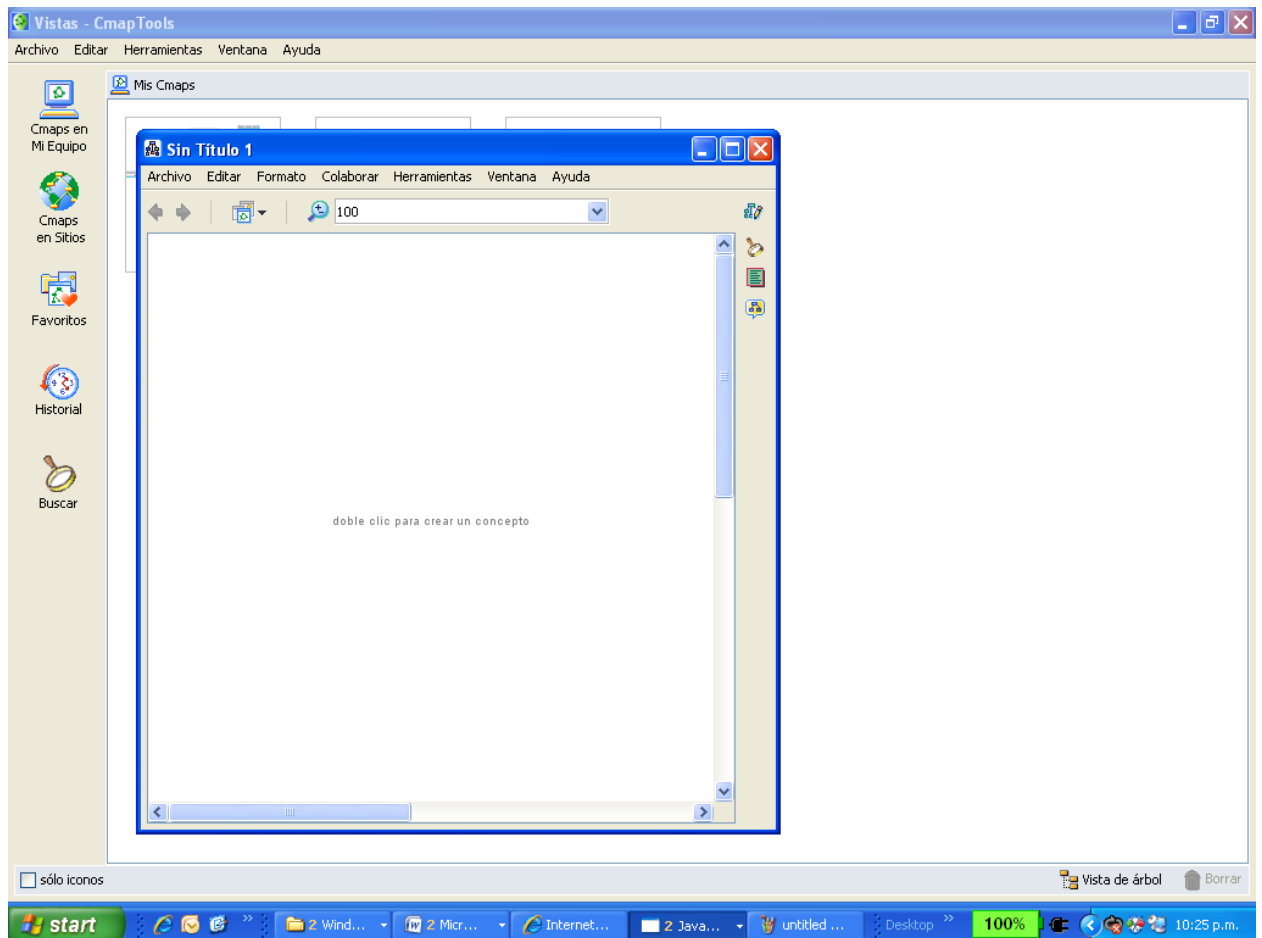 Vistas - CmapTools
Archivo Editar Herramientas Ventana Ayuda
Mis Cmaps
Cmaps en
Mi Equipo
Cmaps
en Sitios
Favoritos
Historial
Buscar
Sin Título 1
Archivo Editar Formato Colaborar Herramientas Ventana Ayuda
100
doble clic para crear un concepto
sólo iconos
Vista de árbol Borrar
start 2 Wind... 2 Micr... Internet... 2 Java... untitled ... Desktop 100% 10:25 p.m.